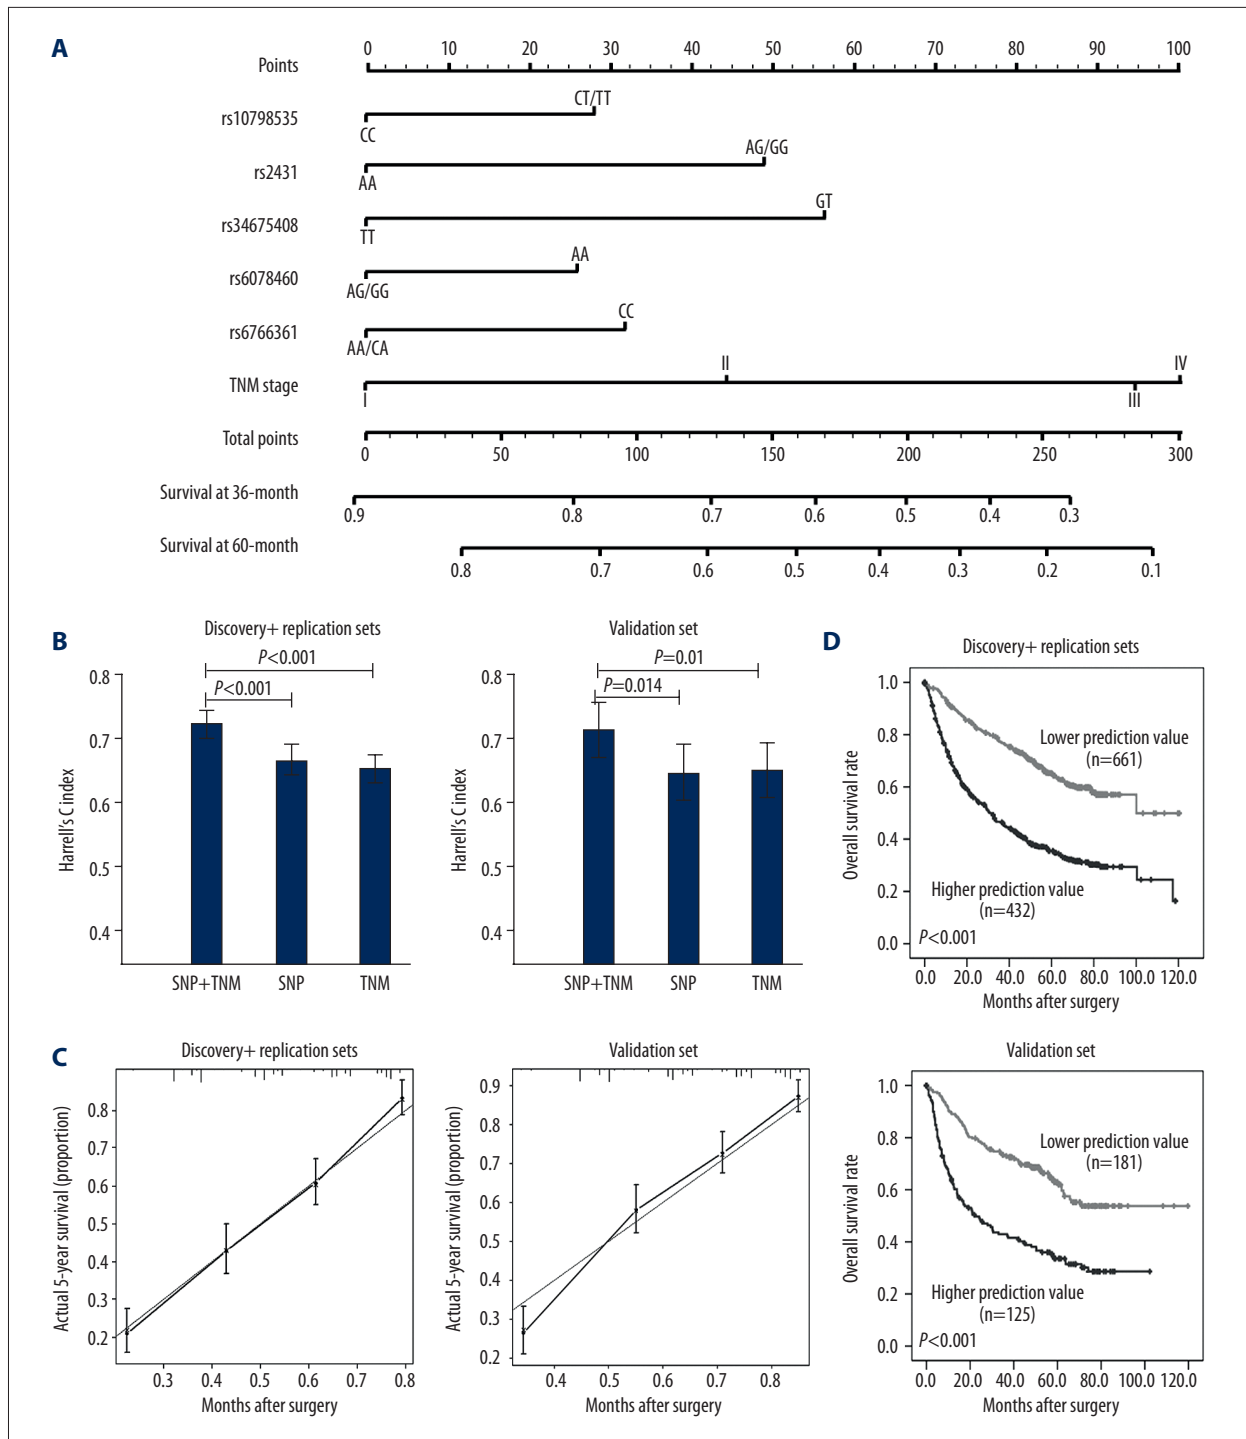 A
0 10 20 30 40 50 60 70 80 90 100
Points
CT/TT
rs10798535
CC
AG/GG
rs2431
AA
GT
rs34675408
TT
AA
rs6078460
AG/GG
CC
rs6766361
AA/CA
II IV
TNM stage
I III
Total points
0 50 100 150 200 250 300
Survival at 36-month
0.9 0.8 0.7 0.6 0.5 0.4 0.3
Survival at 60-month
0.8 0.7 0.6 0.5 0.4 0.3 0.2 0.1
B
Discovery+ replication sets
P<0.001
P<0.001
0.8
0.7
0.6
0.5
0.4
Harrell's C index
SNP+TNM SNP TNM
Validation set
P=0.01
P=0.014
0.8
0.7
0.6
0.5
0.4
Harrell's C index
SNP+TNM SNP TNM
D
Discovery+ replication sets
1.0
0.8
0.6
0.4
0.2
0.0
Overall survival rate
Lower prediction value
(n=661)
Higher prediction value
(n=432)
P<0.001
0.0 20.0 40.0 60.0 80.0 100.0 120.0
Months after surgery
C
Discovery+ replication sets
0.8
0.7
0.6
0.5
0.4
0.3
0.2
Actual 5-year survival (proportion)
0.3 0.4 0.5 0.6 0.7 0.8
Months after surgery
Validation set
0.9
0.8
0.7
0.6
0.5
0.4
0.3
0.2
Actual 5-year survival (proportion)
0.4 0.5 0.6 0.7 0.8
Months after surgery
Validation set
1.0
0.8
0.6
0.4
0.2
0.0
Overall survival rate
Lower prediction value
(n=181)
Higher prediction value
(n=125)
P<0.001
0.0 20.0 40.0 60.0 80.0 100.0 120.0
Months after surgery